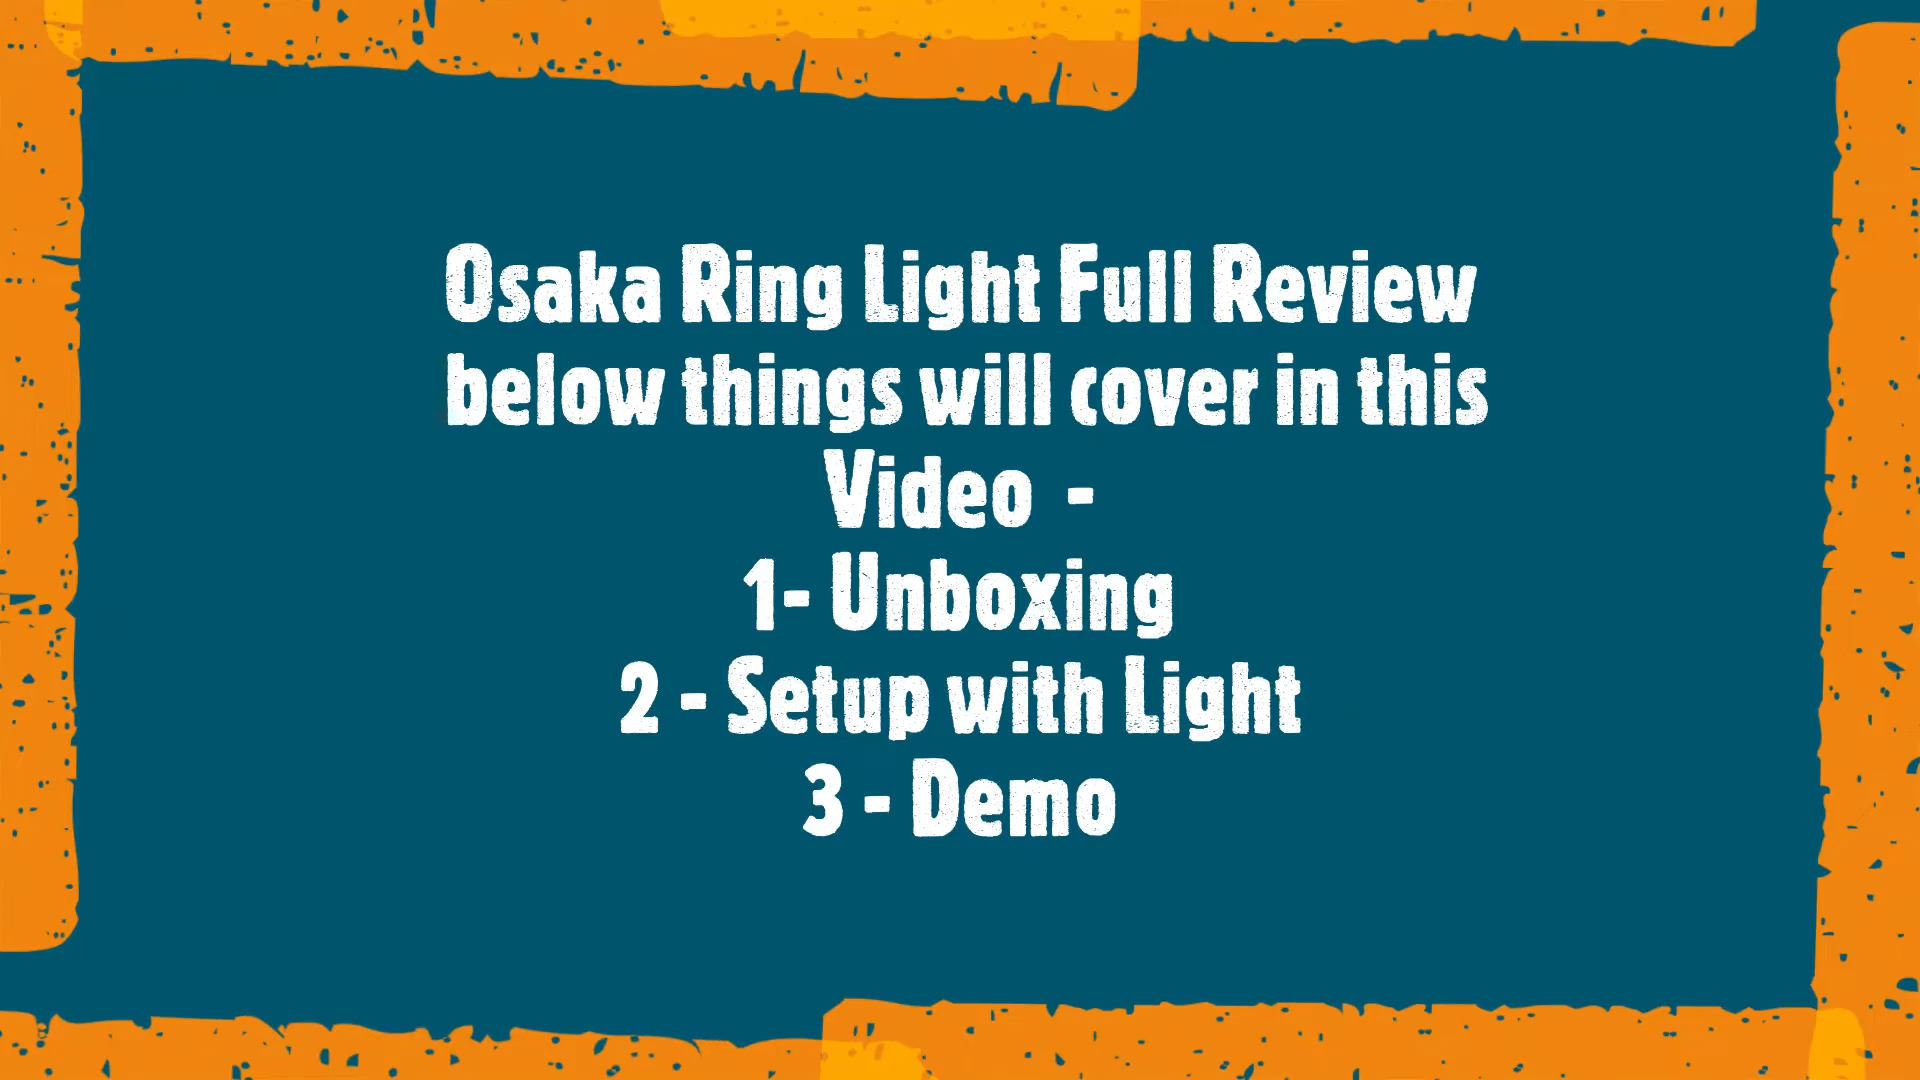 Osaka Ring Light Full Review
below things will cover in this
Video -
1- Unboxing
2 - Setup with Light
3 - Demo